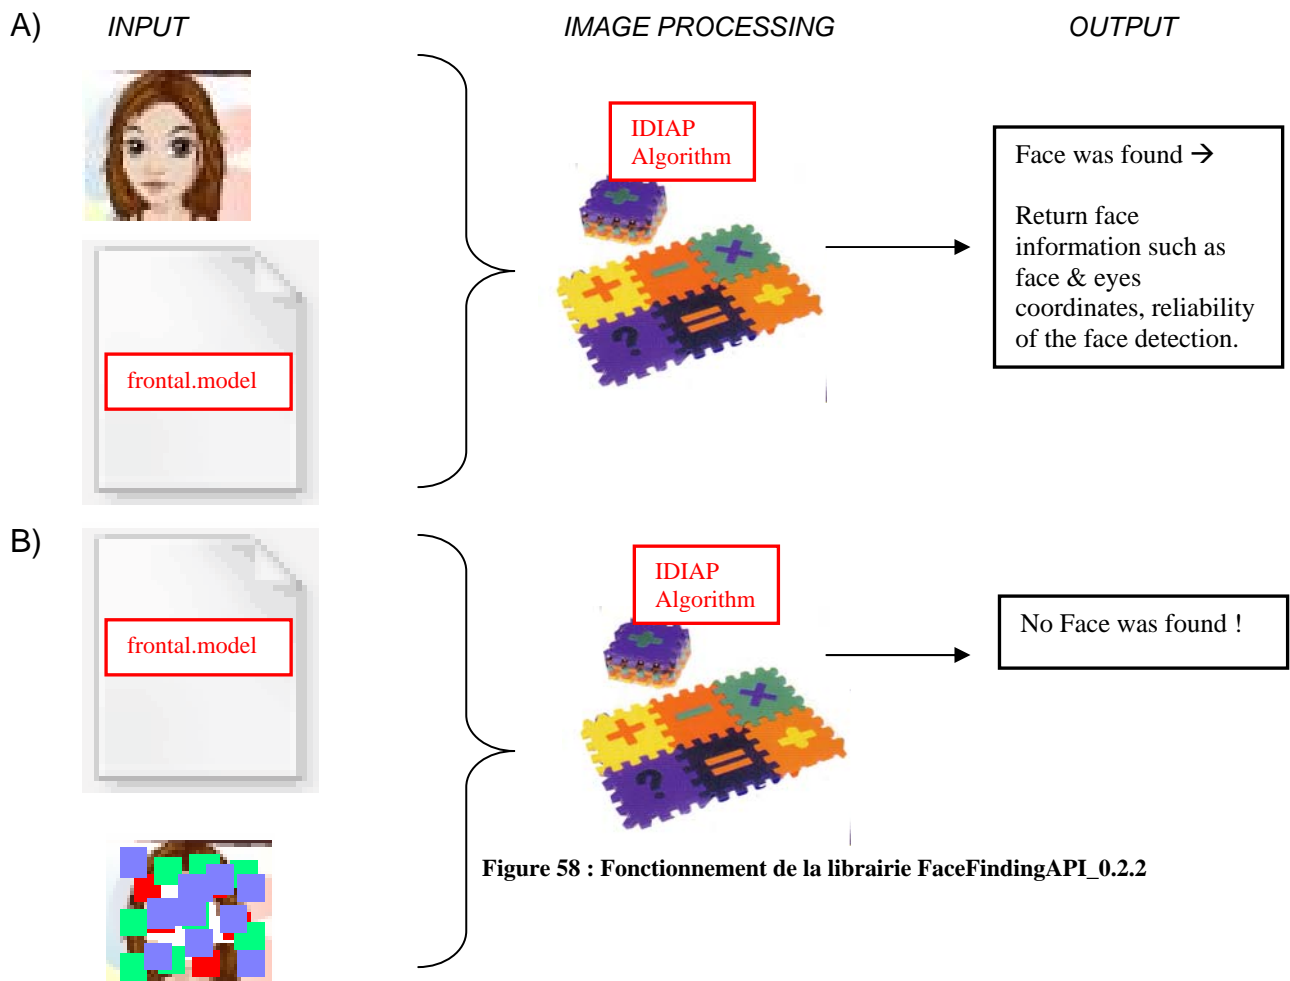 A)
INPUT
IMAGE PROCESSING
OUTPUT
IDIAP
Algorithm
Face was found →
Return face
information such as
face & eyes
coordinates, reliability
of the face detection.
frontal.model
B)
IDIAP
Algorithm
No Face was found !
frontal.model
Figure 58 : Fonctionnement de la librairie FaceFindingAPI_0.2.2